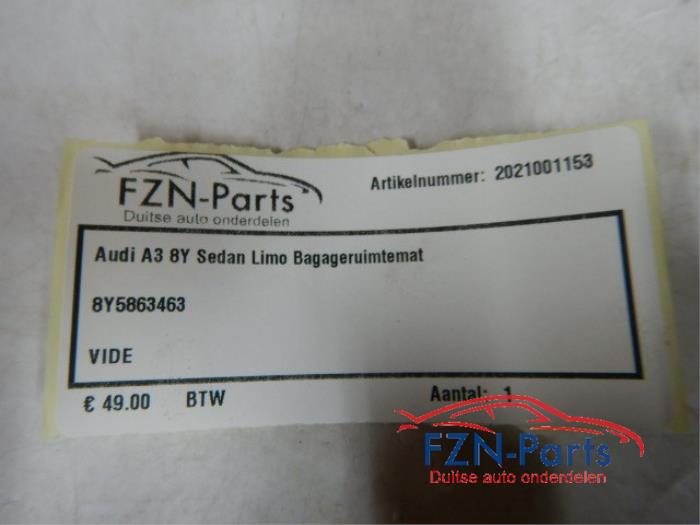 FZN-Parts
Duitse auto onderdelen
Artikelnummer: 2021001153
Audi A3 8Y Sedan Limo Bagageruimtemat
8Y5863463
VIDE
€ 49.00 BTW Aantal: 1
FZN-Parts
Duitse auto onderdelen